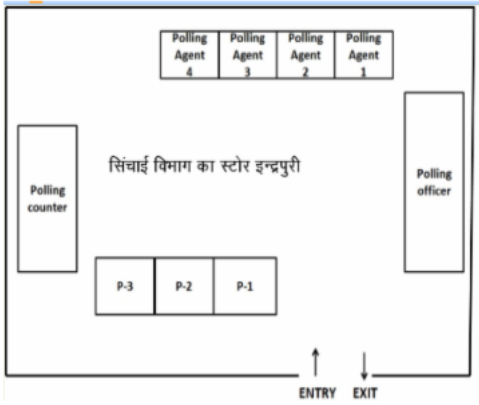 Polling Agent 4
Polling Agent 3
Polling Agent 2
Polling Agent 1
सिंचाई विभाग का स्टोर इन्द्रपुरी
Polling counter
Polling officer
P-3
P-2
P-1
ENTRY
EXIT